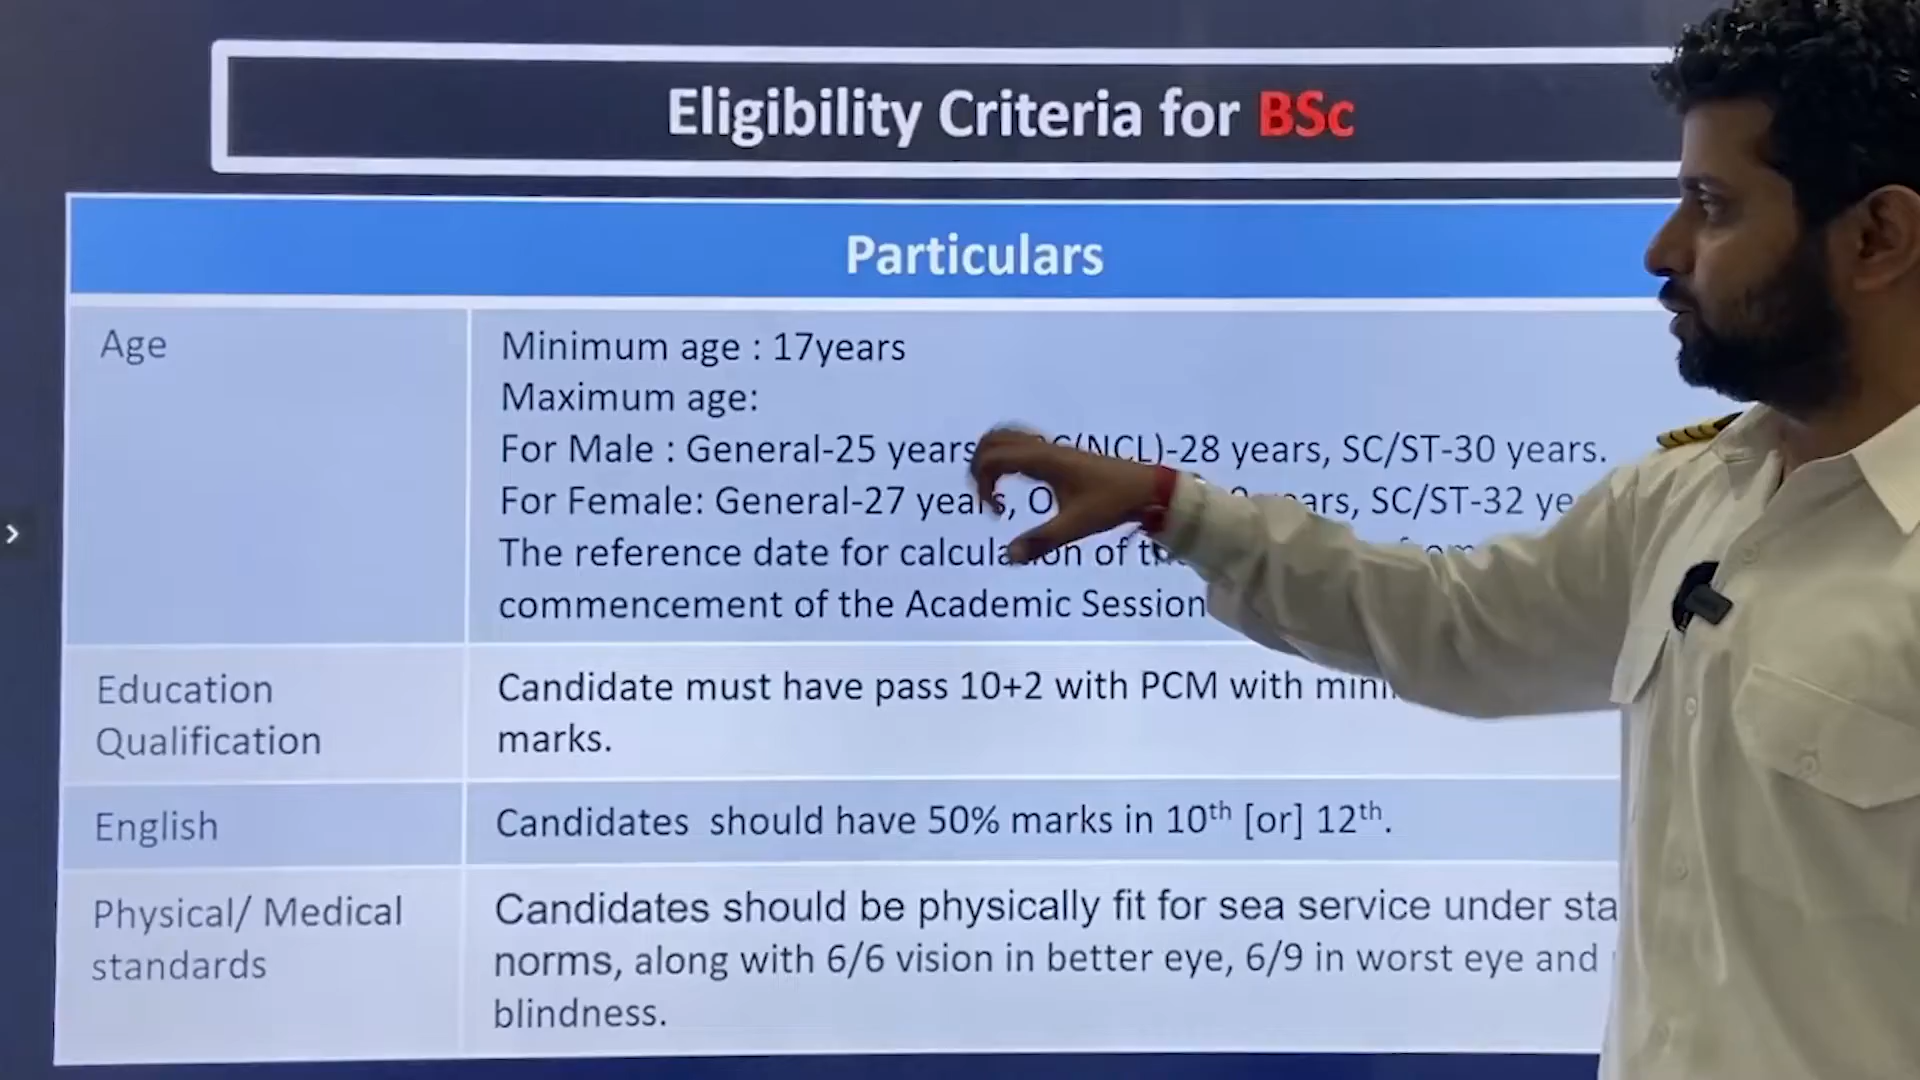 Eligibility Criteria for BSc
Particulars
Age
Minimum age : 17years
Maximum age:
For Male : General-25 years (NCL)-28 years, SC/ST-30 years.
For Female: General-27 years, SC/ST-32
The reference date for calculation of
commencement of the Academic Session
Education
Qualification
Candidate must have pass 10+2 with PCM with
marks.
English
Candidates should have 50% marks in 10th [or] 12th.
Physical/ Medical
standards
Candidates should be physically fit for sea service under
norms, along with 6/6 vision in better eye, 6/9 in worst eye and
blindness.